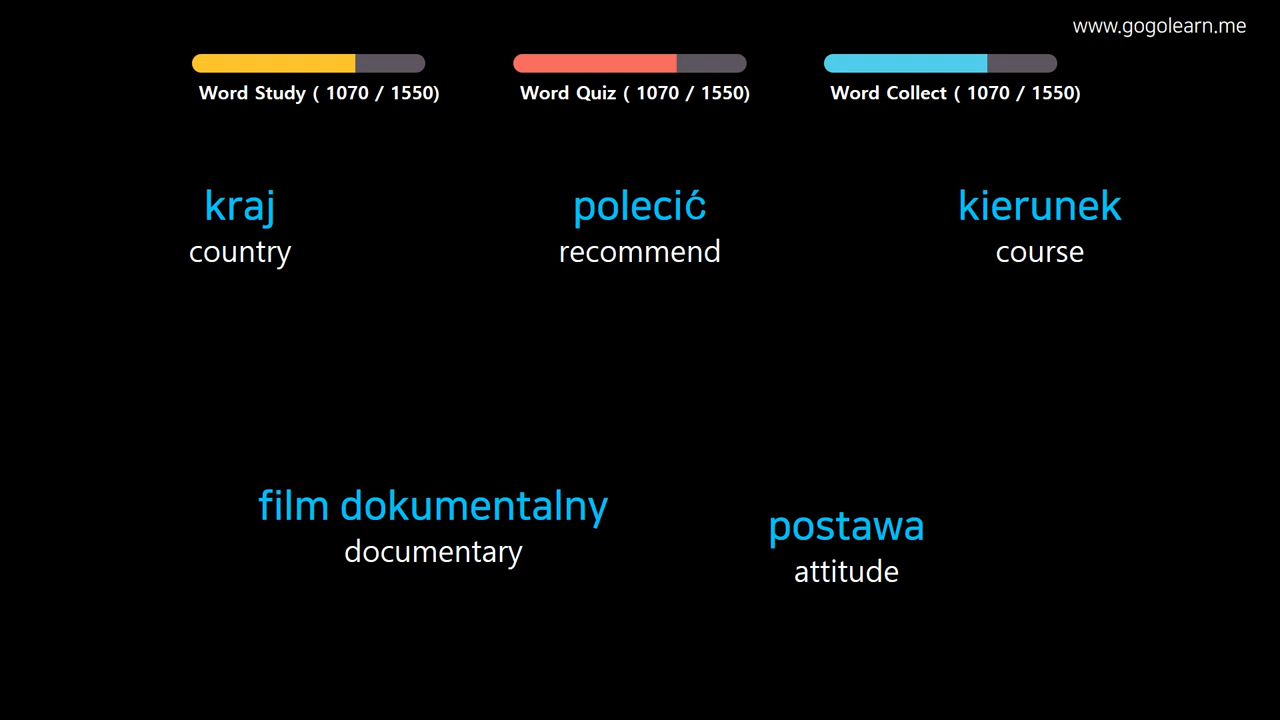 www.gogolearn.me
Word Study ( 1070 / 1550)
Word Quiz ( 1070 / 1550)
Word Collect ( 1070 / 1550)
kraj
country
polecić
recommend
kierunek
course
film dokumentalny
documentary
postawa
attitude